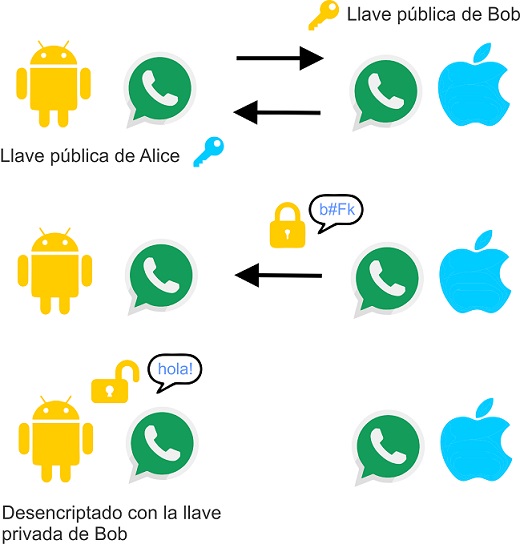 Llave pública de Bob
Llave pública de Alice
b#Fk
hola!
Desencriptado con la llave
privada de Bob